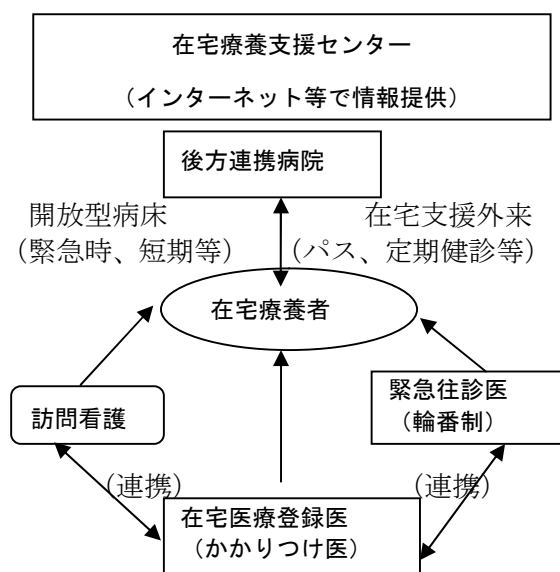 在宅療養支援センター
（インターネット等で情報提供）
後方連携病院
開放型病床
（緊急時、短期等）
在宅支援外来
（パス、定期健診等）
在宅療養者
訪問看護
緊急往診医
（輪番制）
（連携）
（連携）
在宅医療登録医
（かかりつけ医）